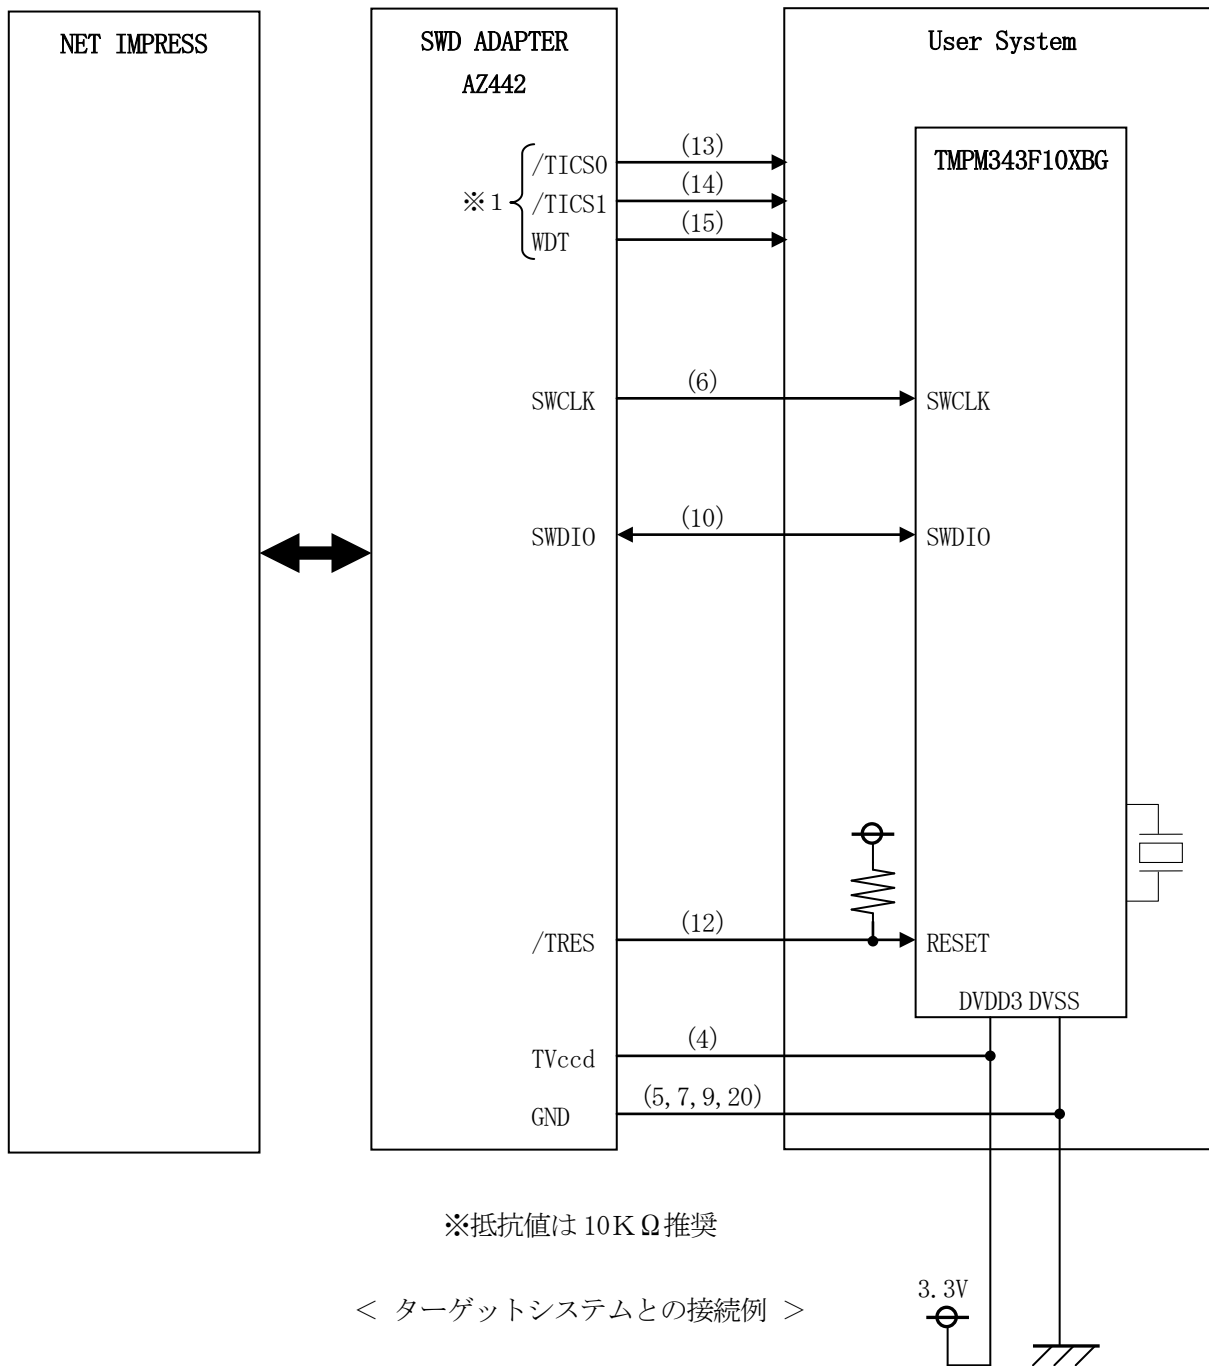 NET IMPRESS
SWD ADAPTER
AZ442
User System
TMPM343F10XBG
※1
/TICS0
(13)
/TICS1
(14)
WDT
(15)
SWCLK
(6)
SWCLK
SWDIO
(10)
SWDIO
/TRES
(12)
RESET
DVDD3 DVSS
TVccd
(4)
GND
(5,7,9,20)
※抵抗値は10KΩ推奨
< ターゲットシステムとの接続例 >
3.3V